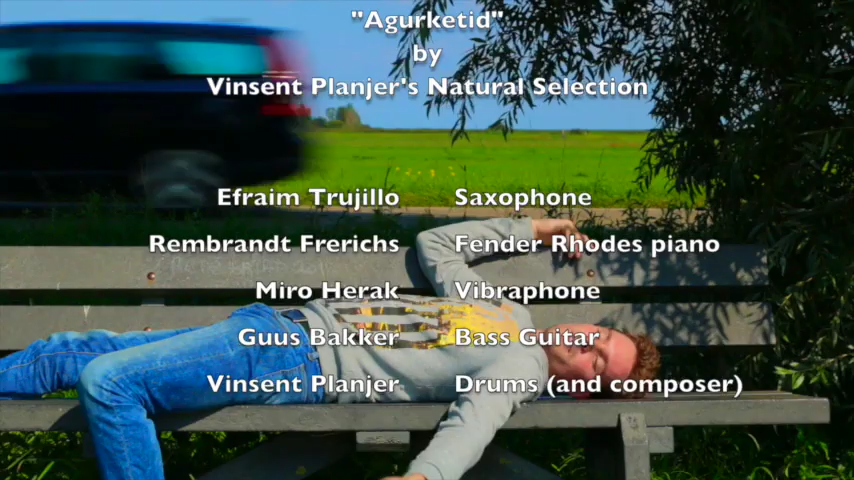 "Agurketid"
by
Vinsent Planjer's Natural Selection
Efraim Trujillo Saxophone
Rembrandt Frerichs Fender Rhodes piano
Miro Herak Vibraphone
Guus Bakker Bass Guitar
Vinsent Planjer Drums (and composer)